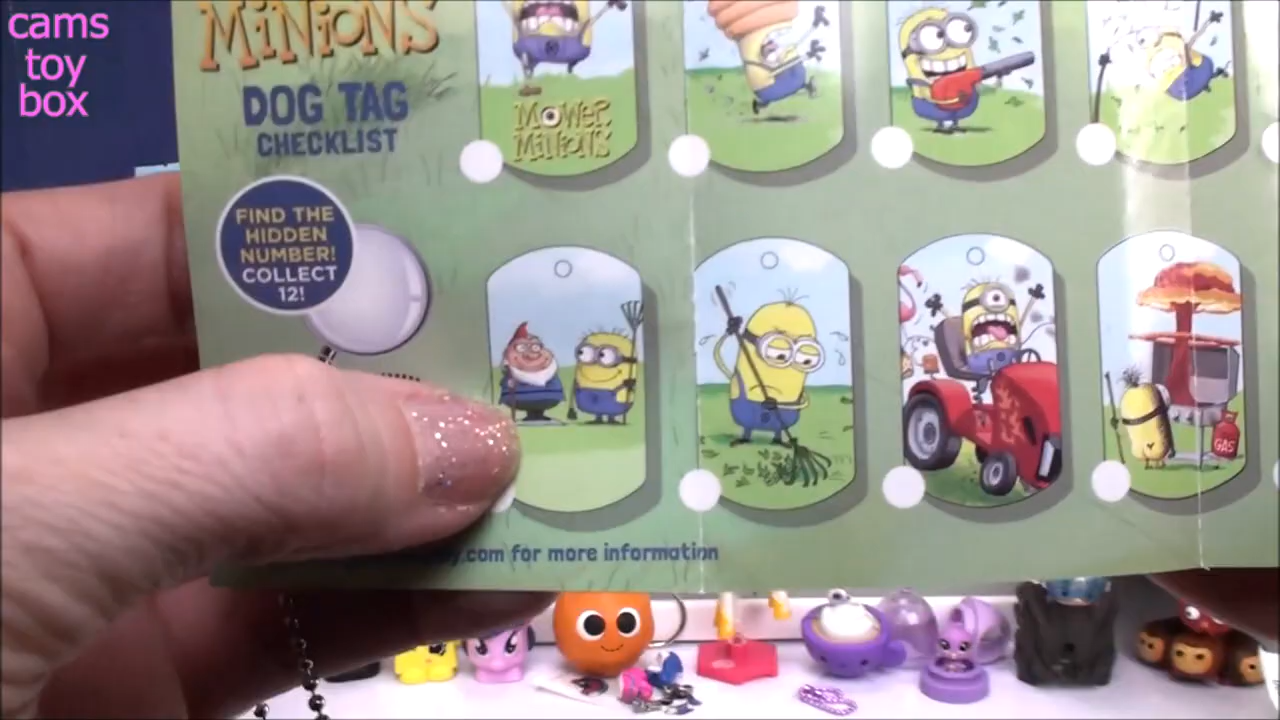 cams
toy
box
MINIONS
DOG TAG
CHECKLIST
FIND THE
HIDDEN
NUMBER!
COLLECT
12!
MOWER
MINIONS
GAS
.com for more information